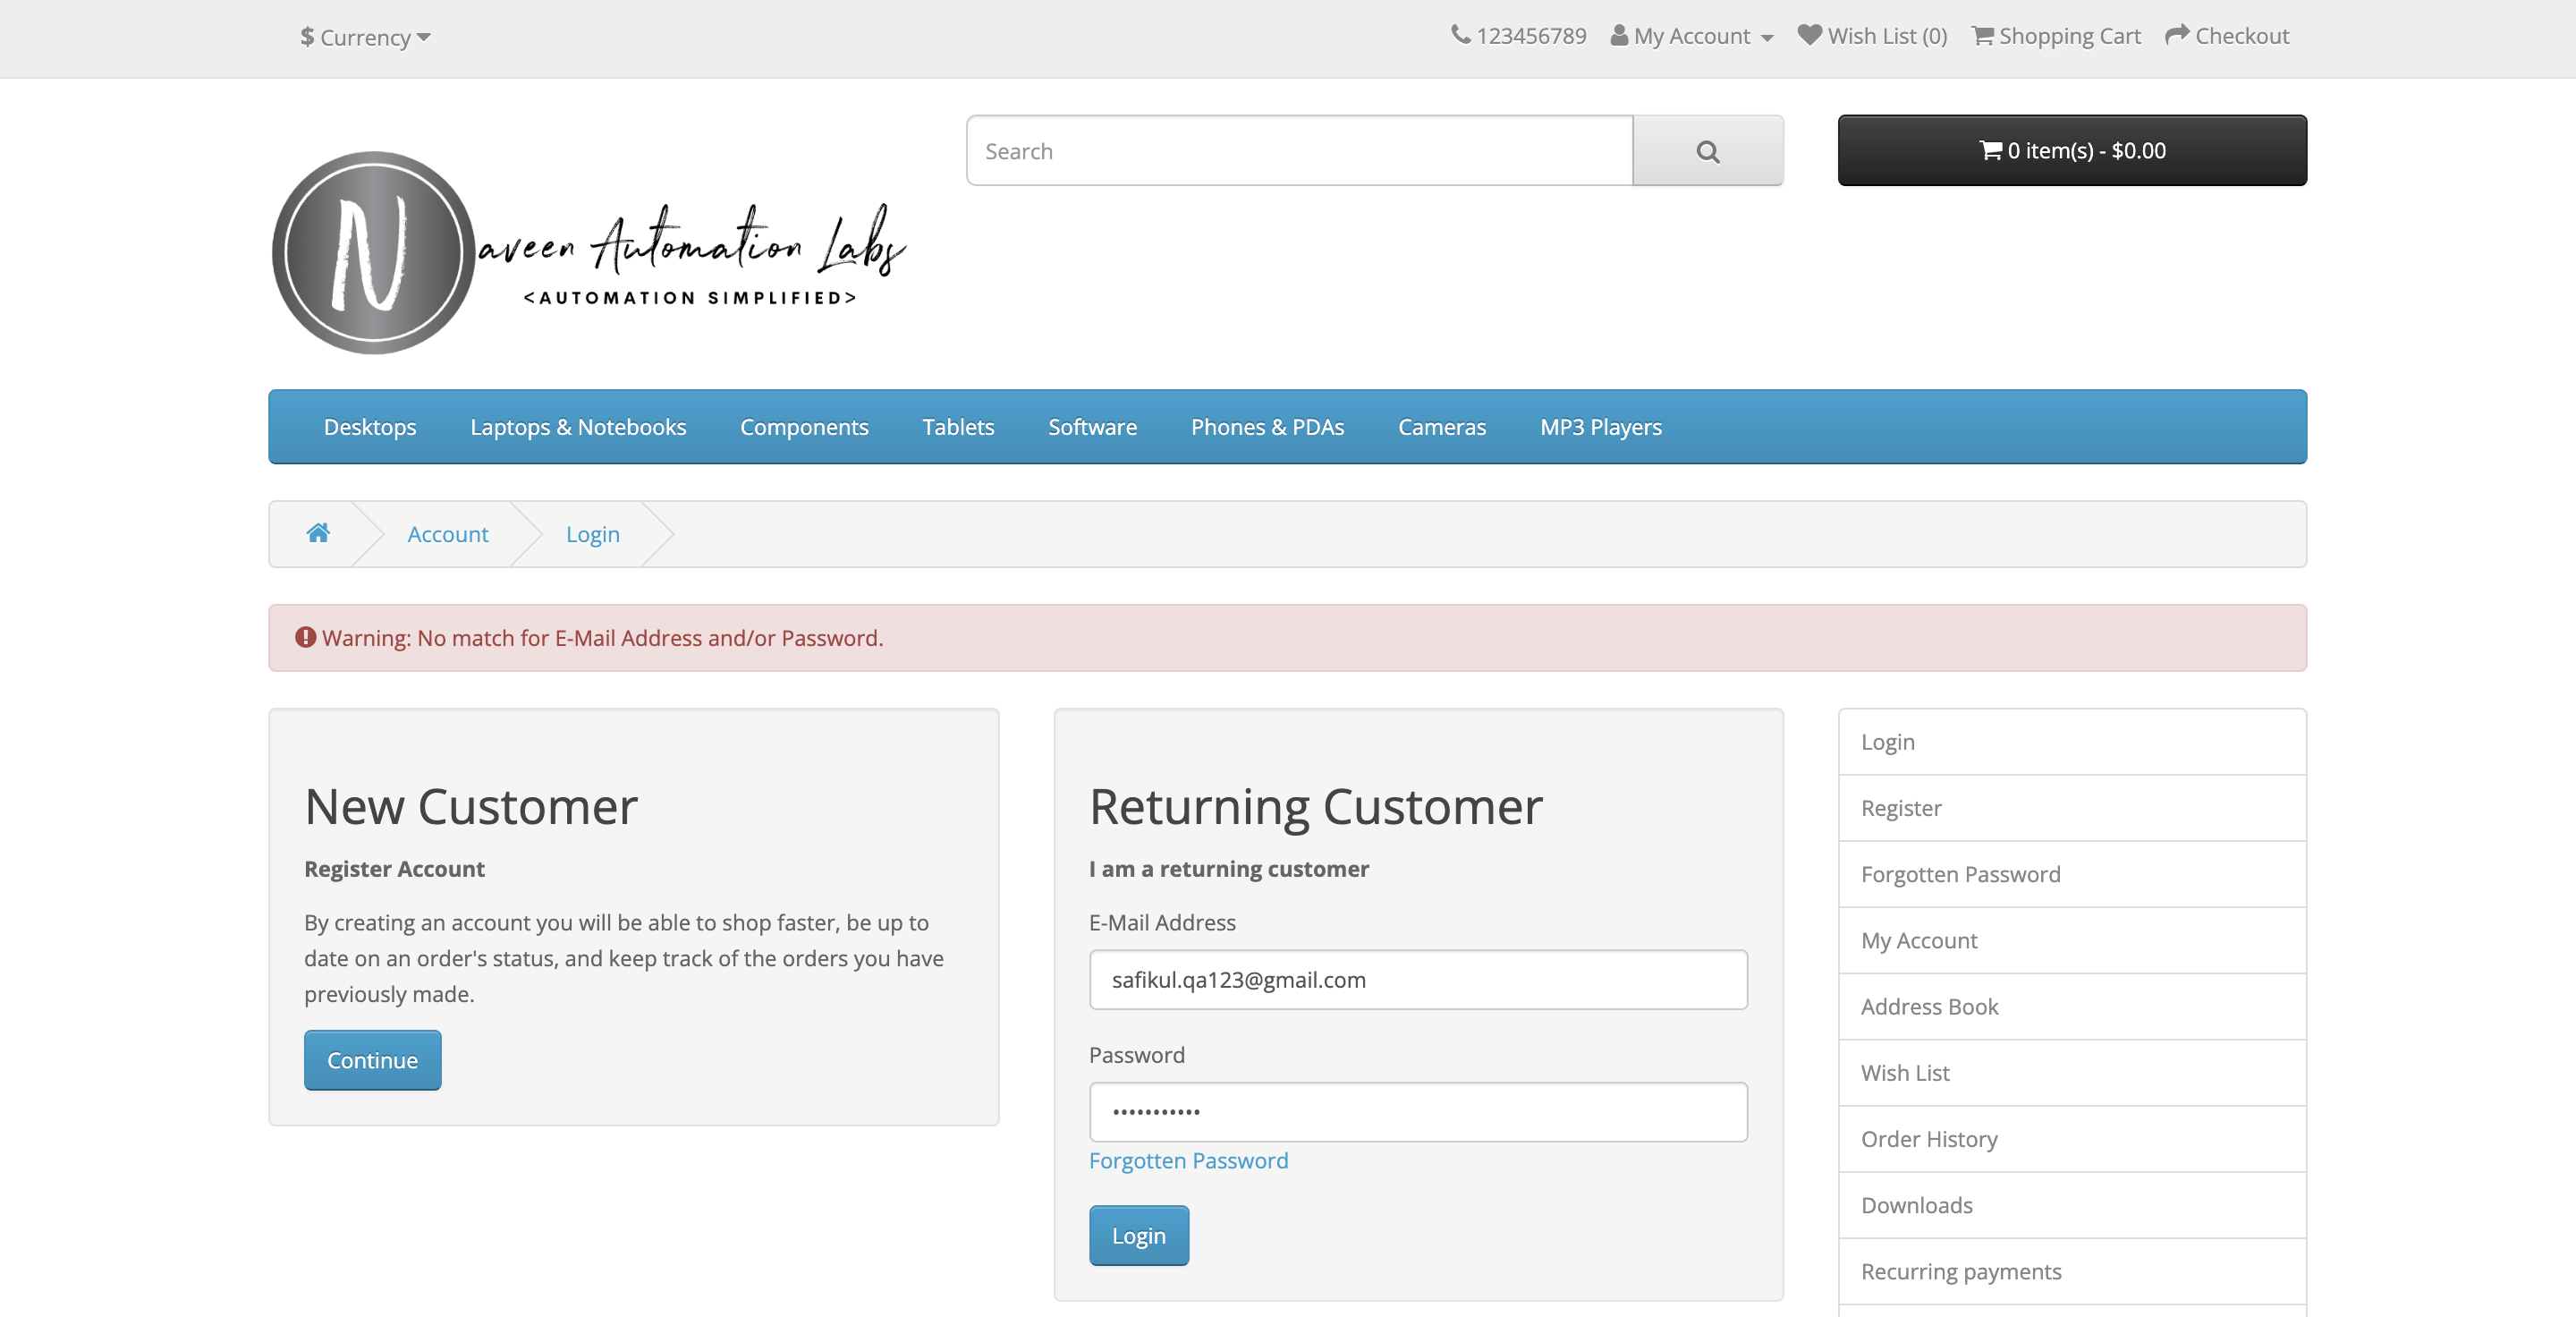 $ Currency
123456789 My Account Wish List (0) Shopping Cart Checkout
Search
0 item(s) - $0.00
Naveen Automation Labs
<AUTOMATION SIMPLIFIED>
Desktops Laptops & Notebooks Components Tablets Software Phones & PDAs Cameras MP3 Players
Account Login
Warning: No match for E-Mail Address and/or Password.
New Customer
Register Account
By creating an account you will be able to shop faster, be up to
date on an order's status, and keep track of the orders you have
previously made.
Continue
Returning Customer
I am a returning customer
E-Mail Address
safikul.qa123@gmail.com
Password
•••••••••••
Forgotten Password
Login
Login
Register
Forgotten Password
My Account
Address Book
Wish List
Order History
Downloads
Recurring payments